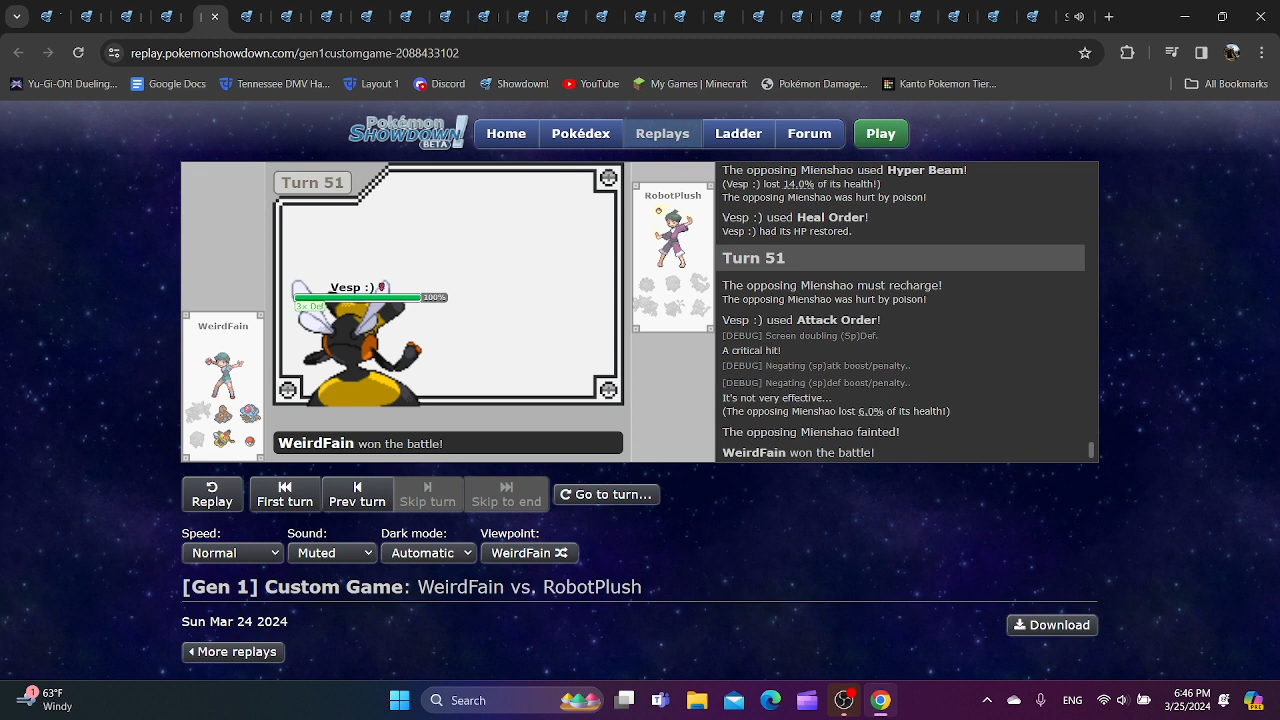 S
replay.pokemonshowdown.com/gen1customgame-2088433102
Yu-Gi-Oh! Dueling...
Google Docs
Tennessee DMV Ha...
Layout 1
Discord
Showdown!
YouTube
My Games | Minecraft
Pokémon Damage...
Kanto Pokemon Tier...
All Bookmarks
Pokémon
SHOWDOWN!
BETA
Home
Pokédex
Replays
Ladder
Forum
Play
Turn 51
Vesp :)
100%
3× Def
WeirdFain
RobotPlush
WeirdFain won the battle!
The opposing Mienshao used Hyper Beam!
(Vesp :) lost 14.0% of its health!)
The opposing Mienshao was hurt by poison!
Vesp :) used Heal Order!
Vesp :) had its HP restored.
Turn 51
The opposing Mienshao must recharge!
The opposing Mienshao was hurt by poison!
Vesp :) used Attack Order!
[DEBUG] Screen doubling (Sp)Def.
A critical hit!
[DEBUG] Negating (sp)atk boost/penalty..
[DEBUG] Negating (sp)def boost/penalty..
It's not very effective...
(The opposing Mienshao lost 6.0% of its health!)
The opposing Mienshao fainted!
WeirdFain won the battle!
Replay
First turn
Prev turn
Skip turn
Skip to end
Go to turn...
Speed:
Sound:
Dark mode:
Viewpoint:
Normal
Muted
Automatic
WeirdFain
[Gen 1] Custom Game: WeirdFain vs. RobotPlush
Sun Mar 24 2024
Download
More replays
1
63°F
Windy
Search
ENG
6:46 PM
3/25/2024
PRE